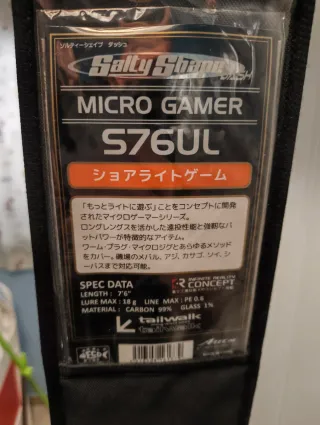 ソルティーシェイプ ダッシュ
Salty Shape
DASH
MICRO GAMER
S76UL
ショアライトゲーム
「もっとライトに遊ぶ」ことをコンセプトに開発
されたマイクロゲーマーシリーズ。
ロングレングスを活かした遠投性能と強靭なバ
ットパワーが特徴的なアイテム。
ワーム・プラグ・マイクロジグとあらゆるメソッド
をカバー。磯場のメバル、アジ、カサゴ、ソイ、シ
ーバスまで対応可能。
SPEC DATA
LENGTH : 7'6"
LURE MAX : 18 g LINE MAX : PE 0.6
MATERIAL : CARBON 99% GLASS 1%
INFINITE REALITY
CONCEPT
tailwalk
tailwalk